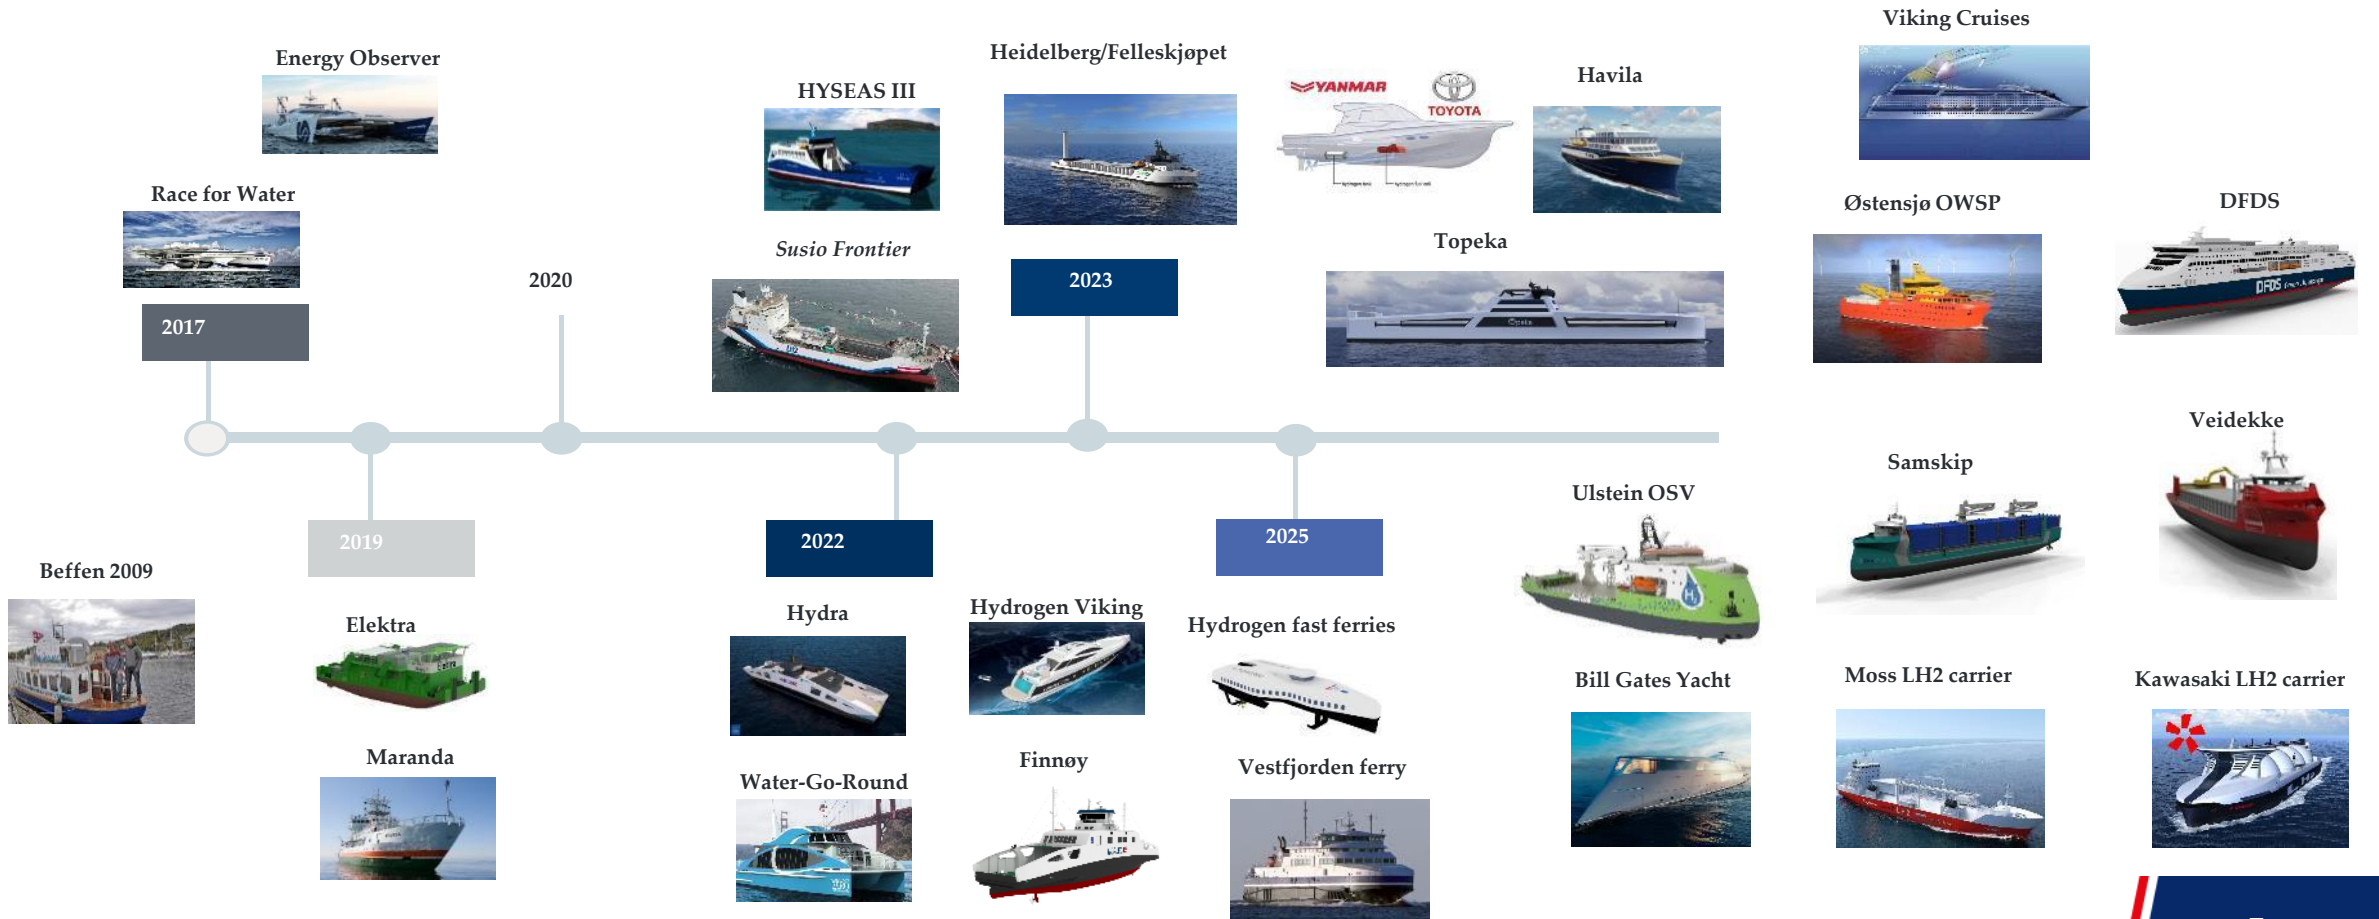 Viking Cruises
Energy Observer
Heidelberg/Felleskjøpet
HYSEAS III
YANMAR
TOYOTA
Havila
Race for Water
Østensjø OWSP
DFDS
Susio Frontier
Topeka
2020
2023
2017
DFDS
Veidekke
Samskip
Ulstein OSV
2019
2022
2025
Beffen 2009
Elektra
Hydra
Hydrogen Viking
Hydrogen fast ferries
H2
Bill Gates Yacht
Moss LH2 carrier
Kawasaki LH2 carrier
Maranda
Water-Go-Round
Finnøy
Vestfjorden ferry